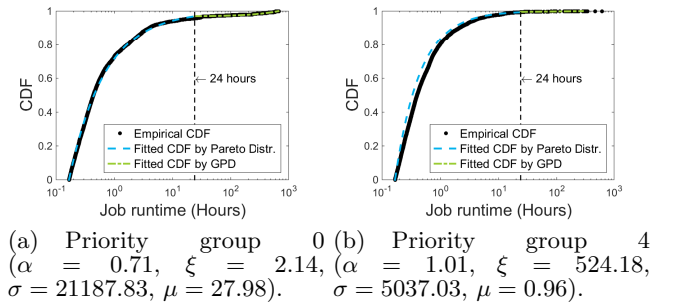 1
0.8
0.6
0.4
0.2
0
CDF
← 24 hours
Empirical CDF
Fitted CDF by Pareto Distr.
Fitted CDF by GPD
10^-1 10^0 10^1 10^2 10^3
Job runtime (Hours)
1
0.8
0.6
0.4
0.2
0
CDF
← 24 hours
Empirical CDF
Fitted CDF by Pareto Distr.
Fitted CDF by GPD
10^-1 10^0 10^1 10^2 10^3
Job runtime (Hours)
(a) Priority group 0
(α = 0.71, ξ = 2.14,
σ = 21187.83, μ = 27.98).
(b) Priority group 4
(α = 1.01, ξ = 524.18,
σ = 5037.03, μ = 0.96).